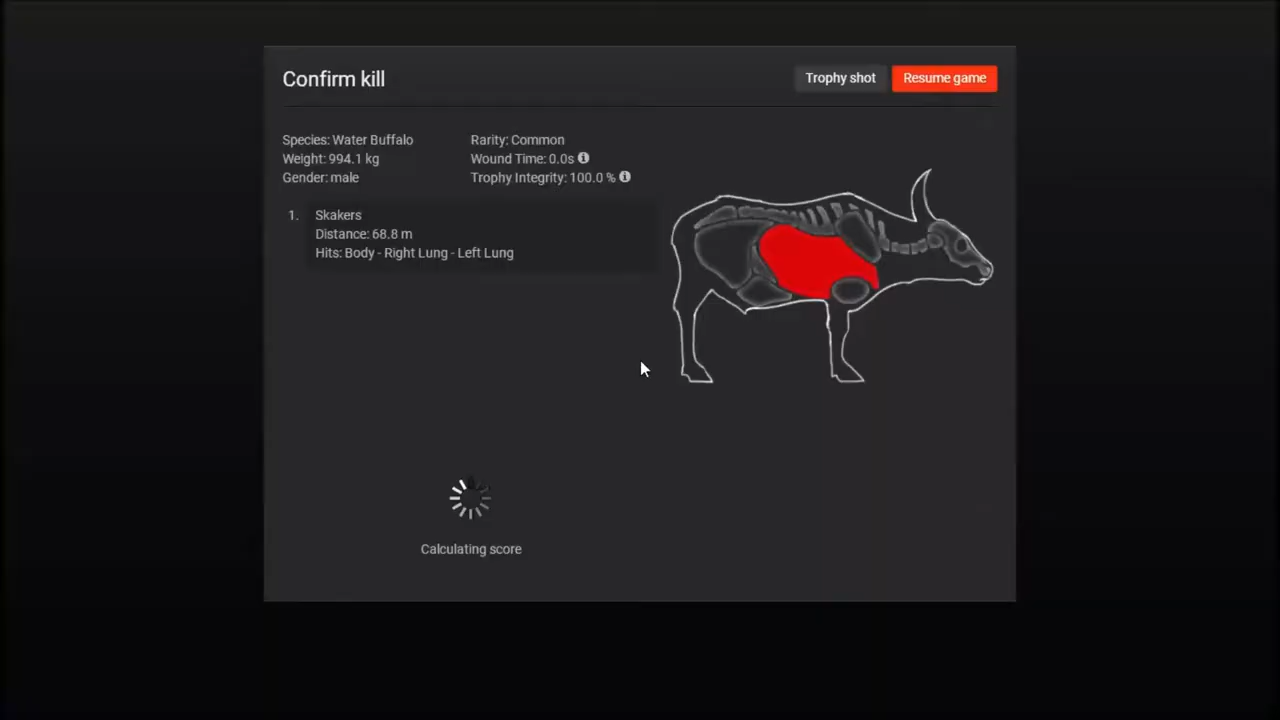 Confirm kill
Trophy shot
Resume game
Species: Water Buffalo
Weight: 994.1 kg
Gender: male
Rarity: Common
Wound Time: 0.0s
Trophy Integrity: 100.0 %
1.
Skakers
Distance: 68.8 m
Hits: Body - Right Lung - Left Lung
Calculating score